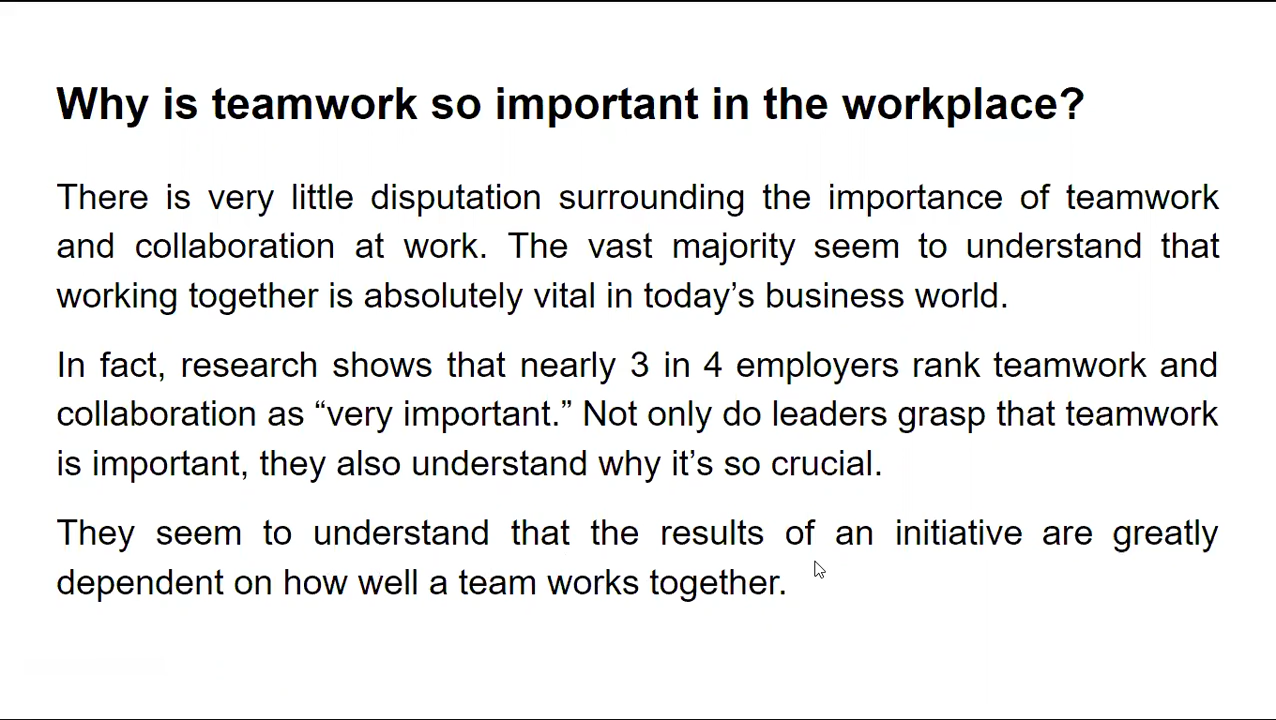 Why is teamwork so important in the workplace?
There is very little disputation surrounding the importance of teamwork
and collaboration at work. The vast majority seem to understand that
working together is absolutely vital in today’s business world.
In fact, research shows that nearly 3 in 4 employers rank teamwork and
collaboration as “very important.” Not only do leaders grasp that teamwork
is important, they also understand why it’s so crucial.
They seem to understand that the results of an initiative are greatly
dependent on how well a team works together.